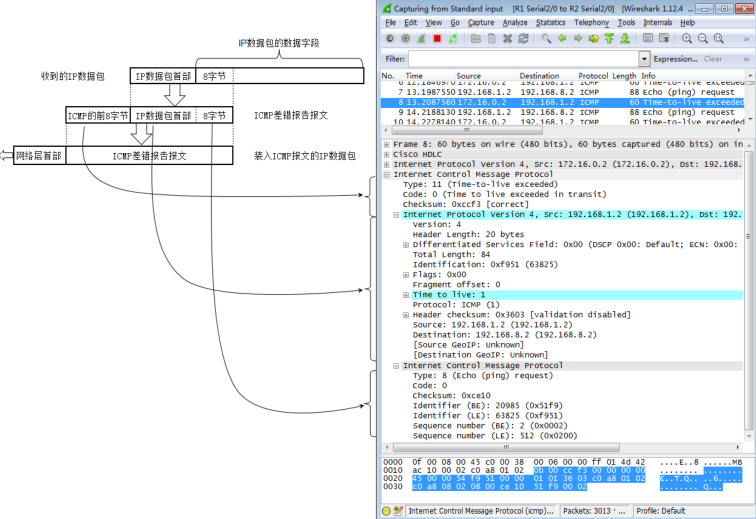 IP数据包的数据字段
收到的IP数据包
IP数据包首部
8字节
ICMP的前8字节
IP数据包首部
8字节
ICMP差错报告报文
网络层首部
ICMP差错报告报文
装入ICMP报文的IP数据包
Capturing from Standard input [R1 Serial2/0 to R2 Serial2/0] [Wireshark 1.12.4
File Edit View Go Capture Analyze Statistics Telephony Tools Internals Help
Filter: Expression... Clear »
No. Time Source Destination Protocol Length Info
7 13.1987550 192.168.1.2 192.168.8.2 ICMP 88 Echo (ping) request
8 13.2087560 172.16.0.2 192.168.1.2 ICMP 60 Time-to-live exceeded
9 14.2188130 192.168.1.2 192.168.8.2 ICMP 88 Echo (ping) request
10 14.2278140 172.16.0.2 192.168.1.2 ICMP 60 Time-to-live exceeded
Frame 8: 60 bytes on wire (480 bits), 60 bytes captured (480 bits) on in
Cisco HDLC
Internet Protocol Version 4, Src: 172.16.0.2 (172.16.0.2), Dst: 192.168.
Internet Control Message Protocol
Type: 11 (Time-to-live exceeded)
Code: 0 (Time to live exceeded in transit)
Checksum: 0xccf3 [correct]
Internet Protocol Version 4, Src: 192.168.1.2 (192.168.1.2), Dst: 192.
Version: 4
Header Length: 20 bytes
Differentiated Services Field: 0x00 (DSCP 0x00: Default; ECN: 0x00:
Total Length: 84
Identification: 0xf951 (63825)
Flags: 0x00
Fragment offset: 0
Time to live: 1
Protocol: ICMP (1)
Header checksum: 0x3603 [validation disabled]
Source: 192.168.1.2 (192.168.1.2)
Destination: 192.168.8.2 (192.168.8.2)
[Source GeoIP: Unknown]
[Destination GeoIP: Unknown]
Internet Control Message Protocol
Type: 8 (Echo (ping) request)
Code: 0
Checksum: 0xce10
Identifier (BE): 20985 (0x51f9)
Identifier (LE): 63825 (0xf951)
Sequence number (BE): 2 (0x0002)
Sequence number (LE): 512 (0x0200)
0000 0f 00 08 00 45 c0 00 38 00 06 00 00 ff 01 4d 42 ....E..8 ......MB
0010 ac 10 00 02 c0 a8 01 02 0b 00 cc f3 00 00 00 00 ........ ........
0020 45 00 00 54 f9 51 00 00 01 01 36 03 c0 a8 01 02 E..T.Q.. ..6.....
0030 c0 a8 08 02 08 00 ce 10 51 f9 00 02 ........ Q...
Internet Control Message Protocol (icmp)... Packets: 3013 · ... Profile: Default